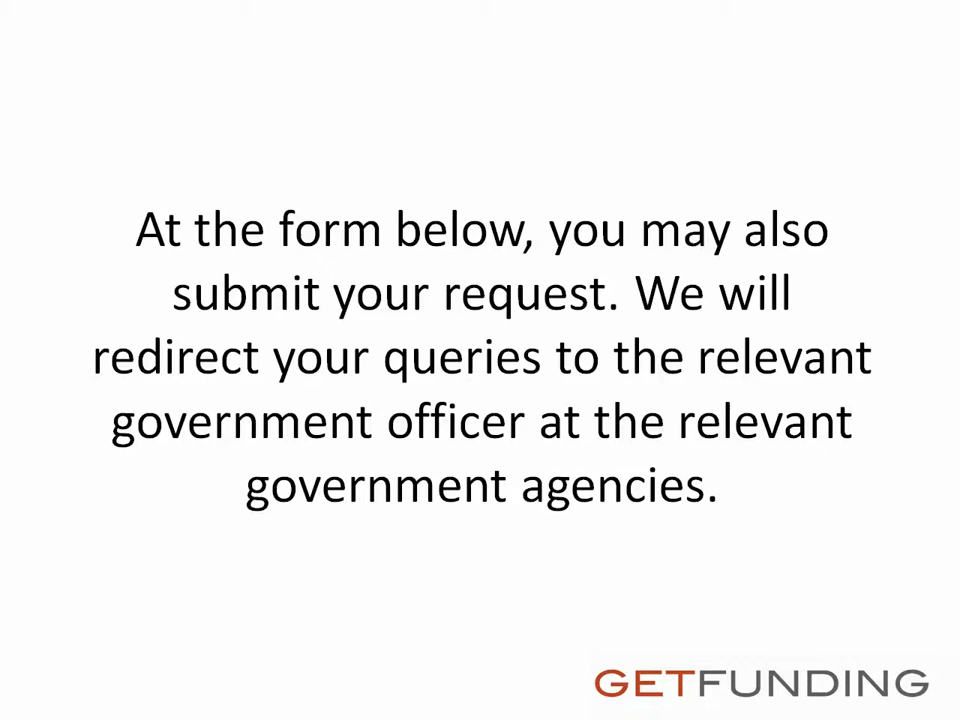 At the form below, you may also
submit your request. We will
redirect your queries to the relevant
government officer at the relevant
government agencies.
GETFUNDING